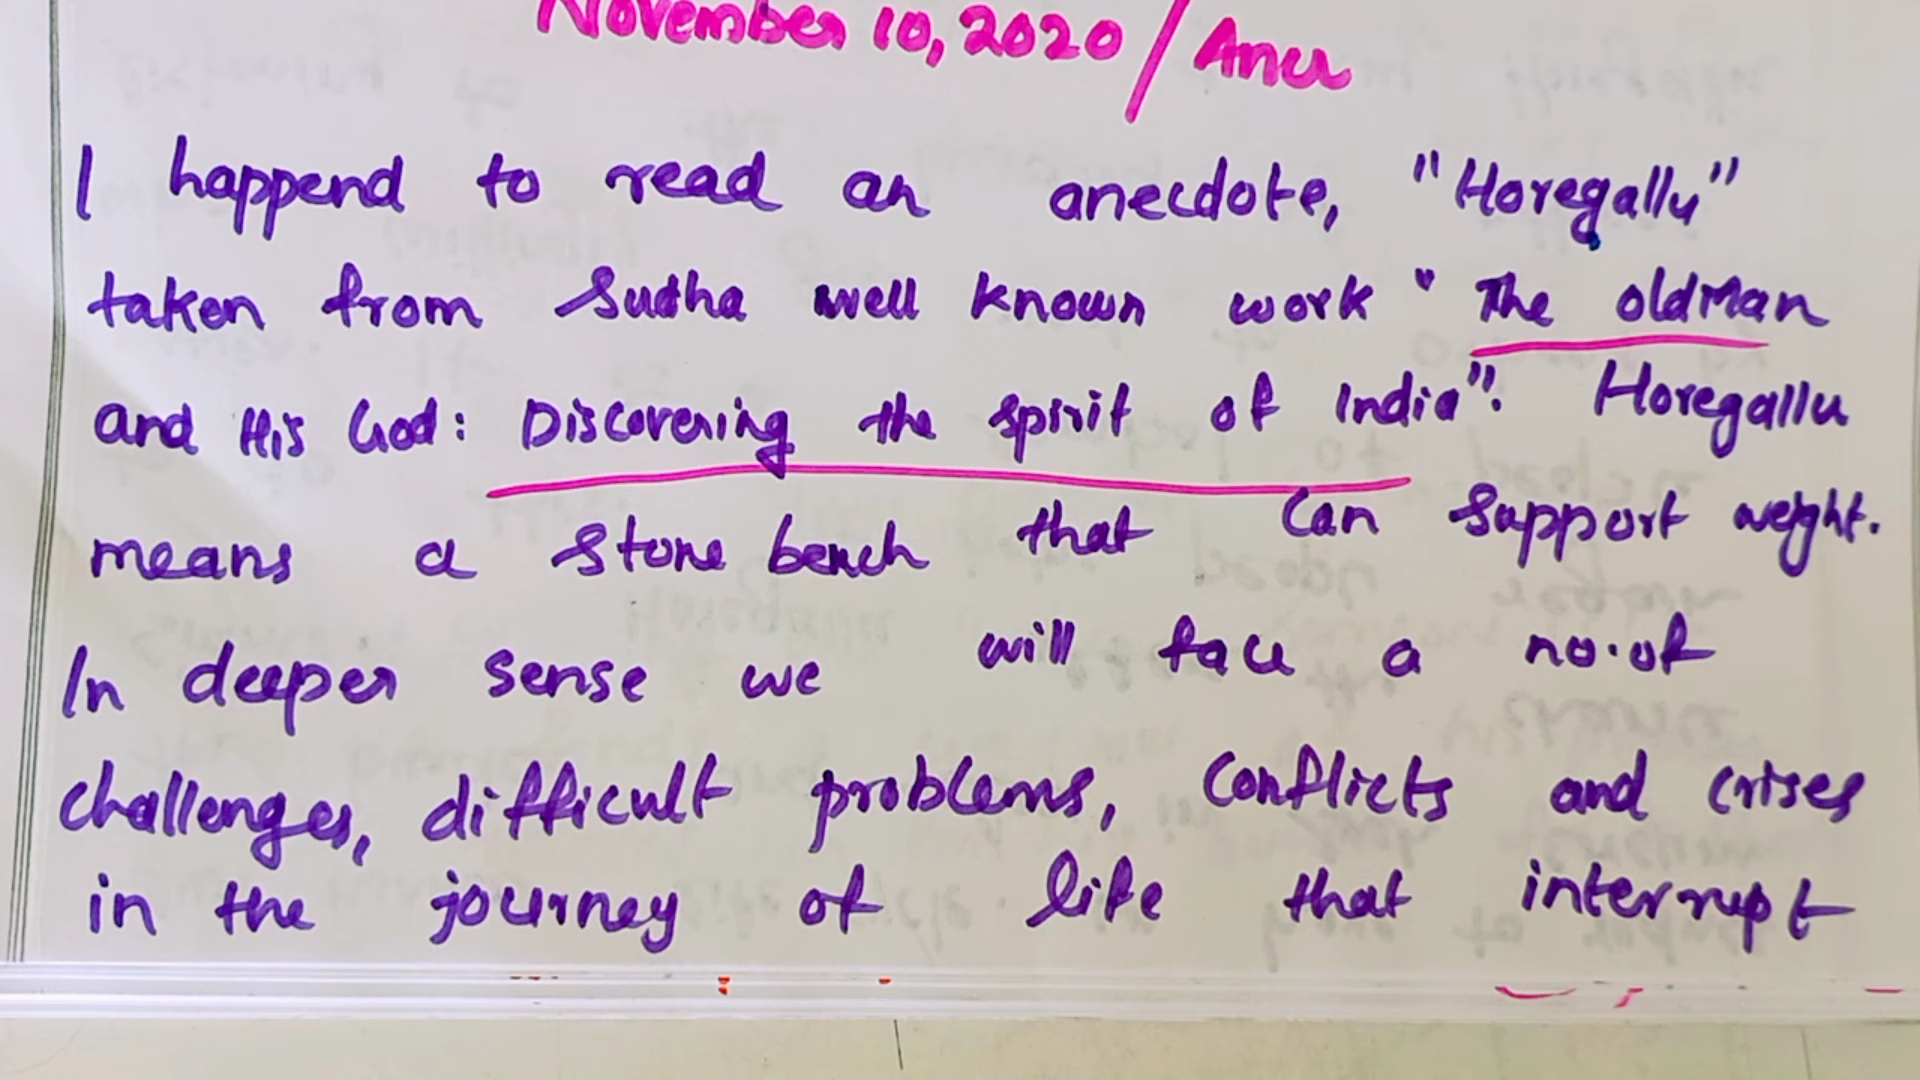 November 10, 2020 / Anu
I happend to read an anecdote, "Horegallu"
taken from Sudha well known work "The oldman
and His God: Discovering the spirit of India". Horegallu
means a stone bench that can support weight.
In deeper sense we will face a no.of
challenges, difficult problems, conflicts and crises
in the journey of life that interrupt